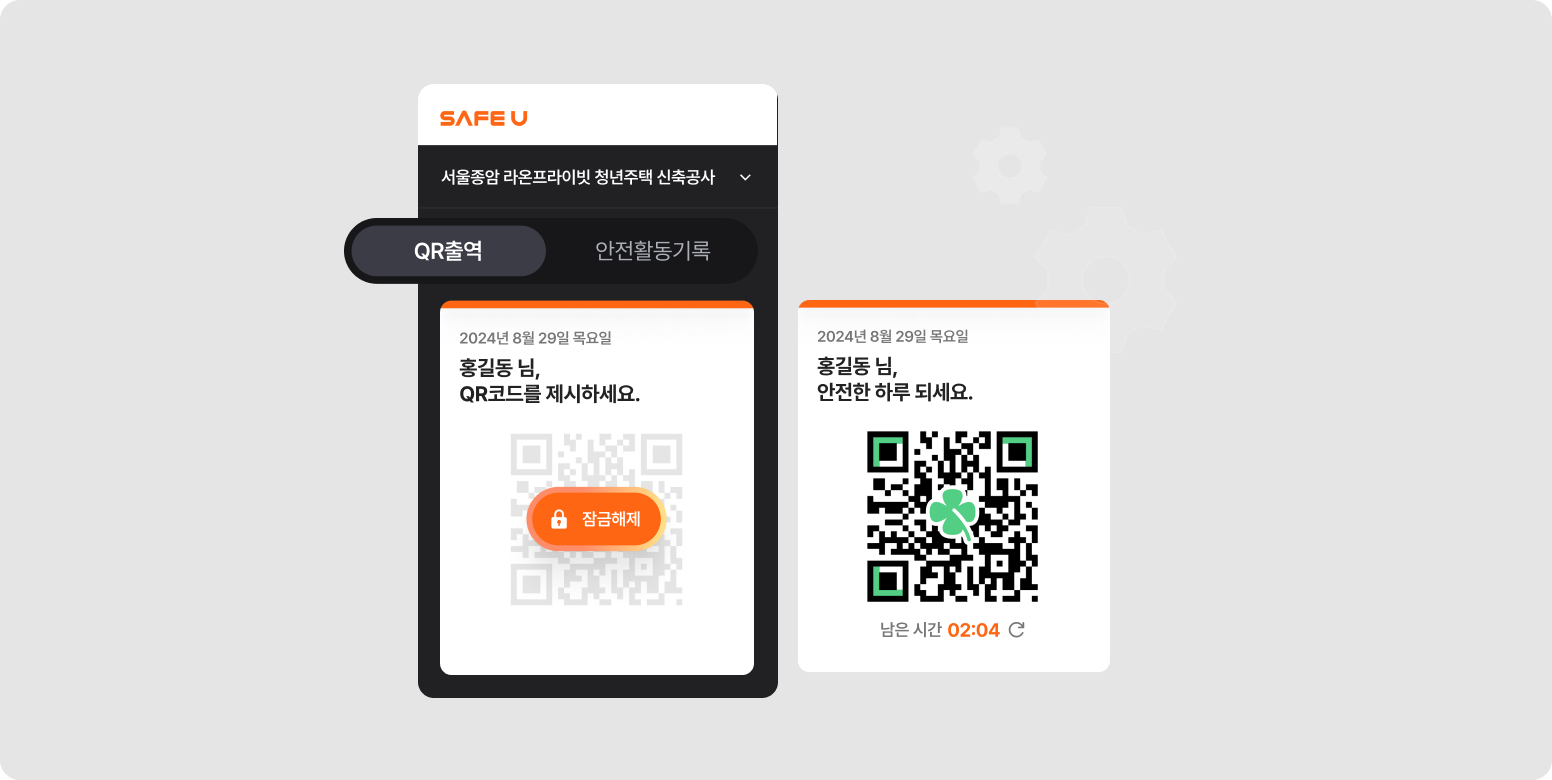 SAFE U
서울종암 라온프라이빗 청년주택 신축공사
QR출역
안전활동기록
2024년 8월 29일 목요일
홍길동 님,
QR코드를 제시하세요.
잠금해제
2024년 8월 29일 목요일
홍길동 님,
안전한 하루 되세요.
남은 시간 02:04